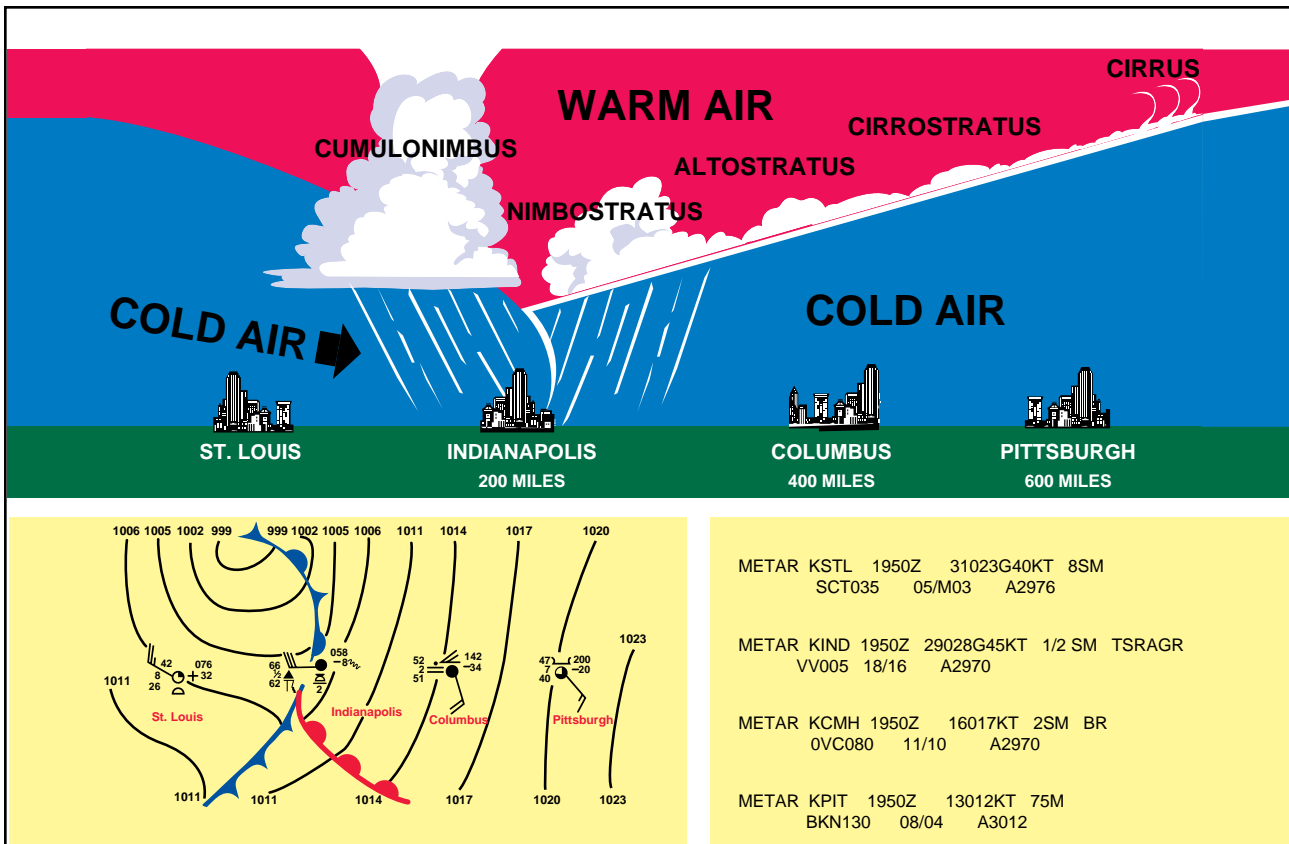 CIRRUS
WARM AIR
CIRROSTRATUS
CUMULONIMBUS
ALTOSTRATUS
NIMBOSTRATUS
COLD AIR
COLD AIR
ST. LOUIS
INDIANAPOLIS
COLUMBUS
PITTSBURGH
200 MILES
400 MILES
600 MILES
1006 1005 1002 999 999 1002 1005 1006 1011 1014 1017 1020
1023
42 076
8 32
26
66 058
½ −8
62 2
52 142
2 7 −34
51
47 200
7 −20
40
1011
St. Louis
Indianapolis
Columbus
Pittsburgh
1011 1011 1014 1017 1020 1023
METAR KSTL 1950Z 31023G40KT 8SM
SCT035 05/M03 A2976
METAR KIND 1950Z 29028G45KT 1/2 SM TSRAGR
VV005 18/16 A2970
METAR KCMH 1950Z 16017KT 2SM BR
0VC080 11/10 A2970
METAR KPIT 1950Z 13012KT 75M
BKN130 08/04 A3012